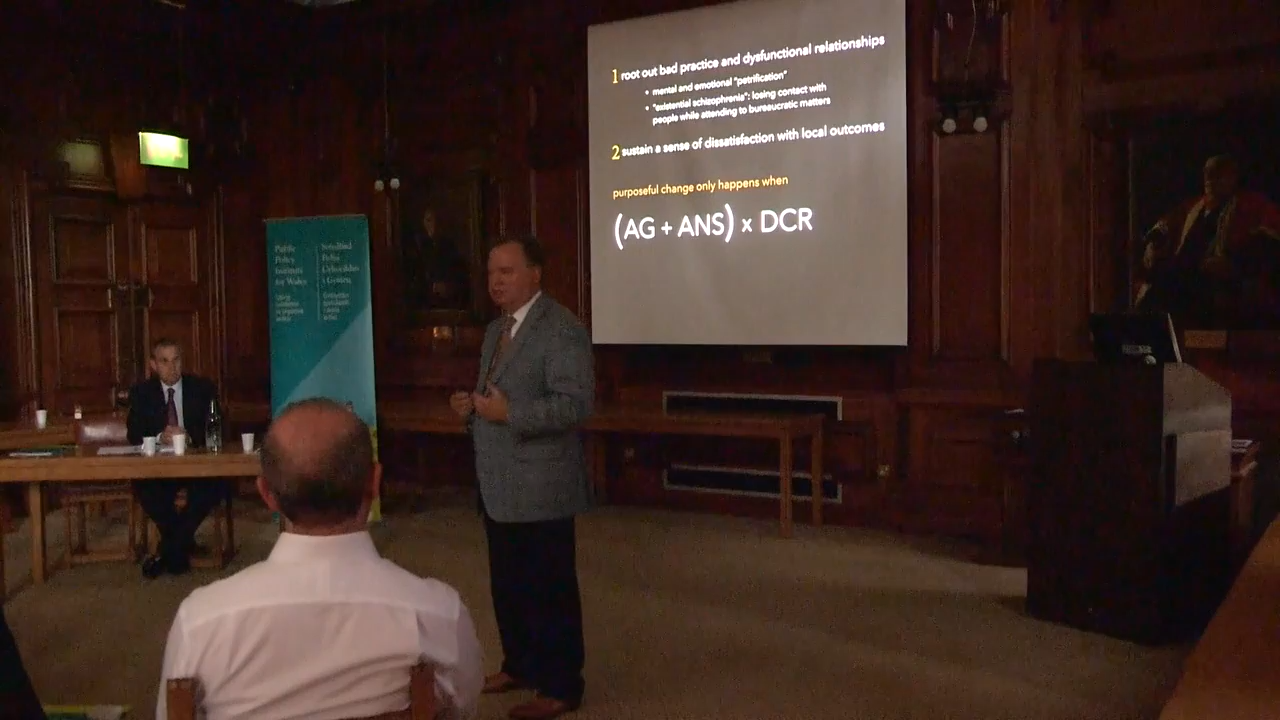 1 root out bad practice and dysfunctional relationships
• mental and emotional "petrification"
• "existential schizophrenia": losing contact with
people while attending to bureaucratic matters
2 sustain a sense of dissatisfaction with local outcomes
purposeful change only happens when
(AG + ANS) x DCR
Public
Policy
Institute
for Wales
Sefydliad
Polisi
Cyhoeddus
i Gymru